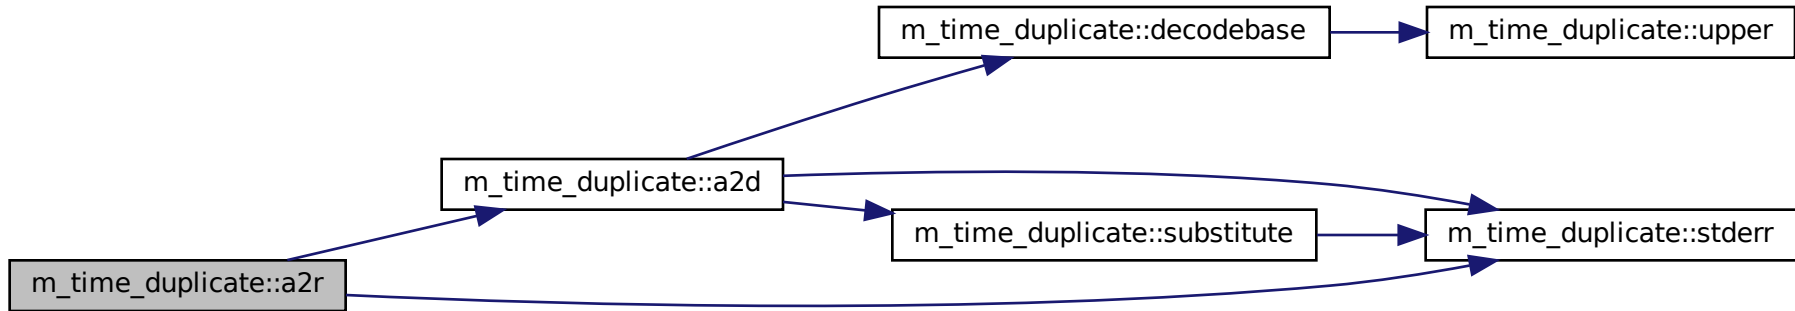 m_time_duplicate::decodebase
m_time_duplicate::upper
m_time_duplicate::a2d
m_time_duplicate::substitute
m_time_duplicate::stderr
m_time_duplicate::a2r